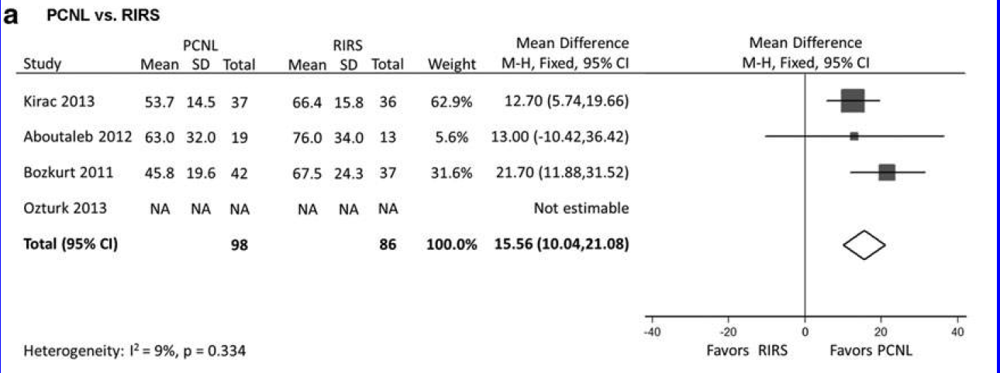 a PCNL vs. RIRS
PCNL RIRS Mean Difference Mean Difference
Study Mean SD Total Mean SD Total Weight M-H, Fixed, 95% CI M-H, Fixed, 95% CI
Kirac 2013 53.7 14.5 37 66.4 15.8 36 62.9% 12.70 (5.74,19.66)
Aboutaleb 2012 63.0 32.0 19 76.0 34.0 13 5.6% 13.00 (-10.42,36.42)
Bozkurt 2011 45.8 19.6 42 67.5 24.3 37 31.6% 21.70 (11.88,31.52)
Ozturk 2013 NA NA NA NA NA NA Not estimable
Total (95% CI) 98 86 100.0% 15.56 (10.04,21.08)
-40 -20 0 20 40
Heterogeneity: I² = 9%, p = 0.334 Favors RIRS Favors PCNL